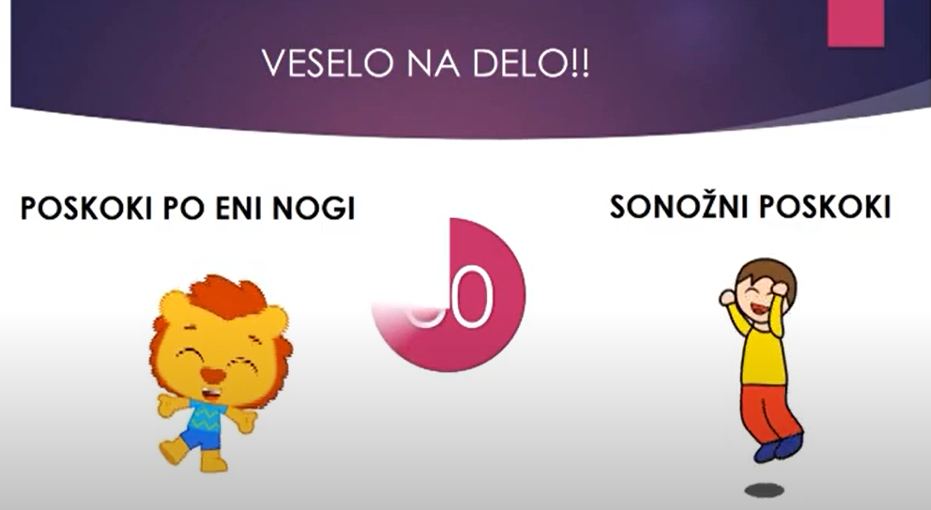 VESELO NA DELO!!
POSKOKI PO ENI NOGI
SONOŽNI POSKOKI